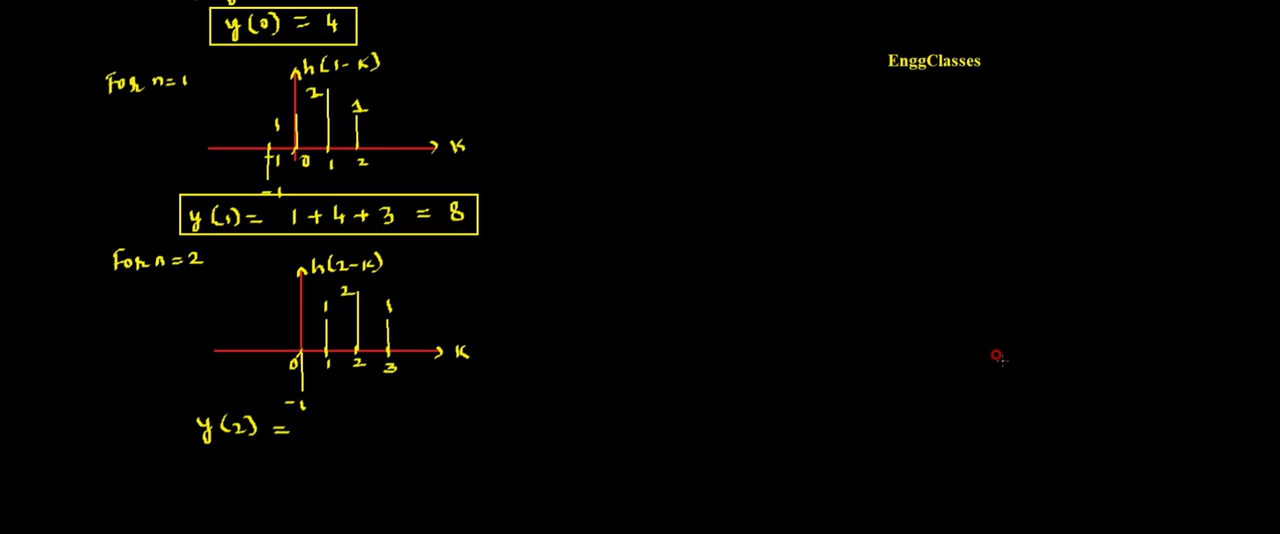 y(0) = 4
EnggClasses
For n=1
h(1-k)
2
1
1
-1 0 1 2
k
-1
y(1)= 1+4+3 = 8
For n=2
h(2-k)
2
1 1
0 1 2 3
k
-1
y(2) =